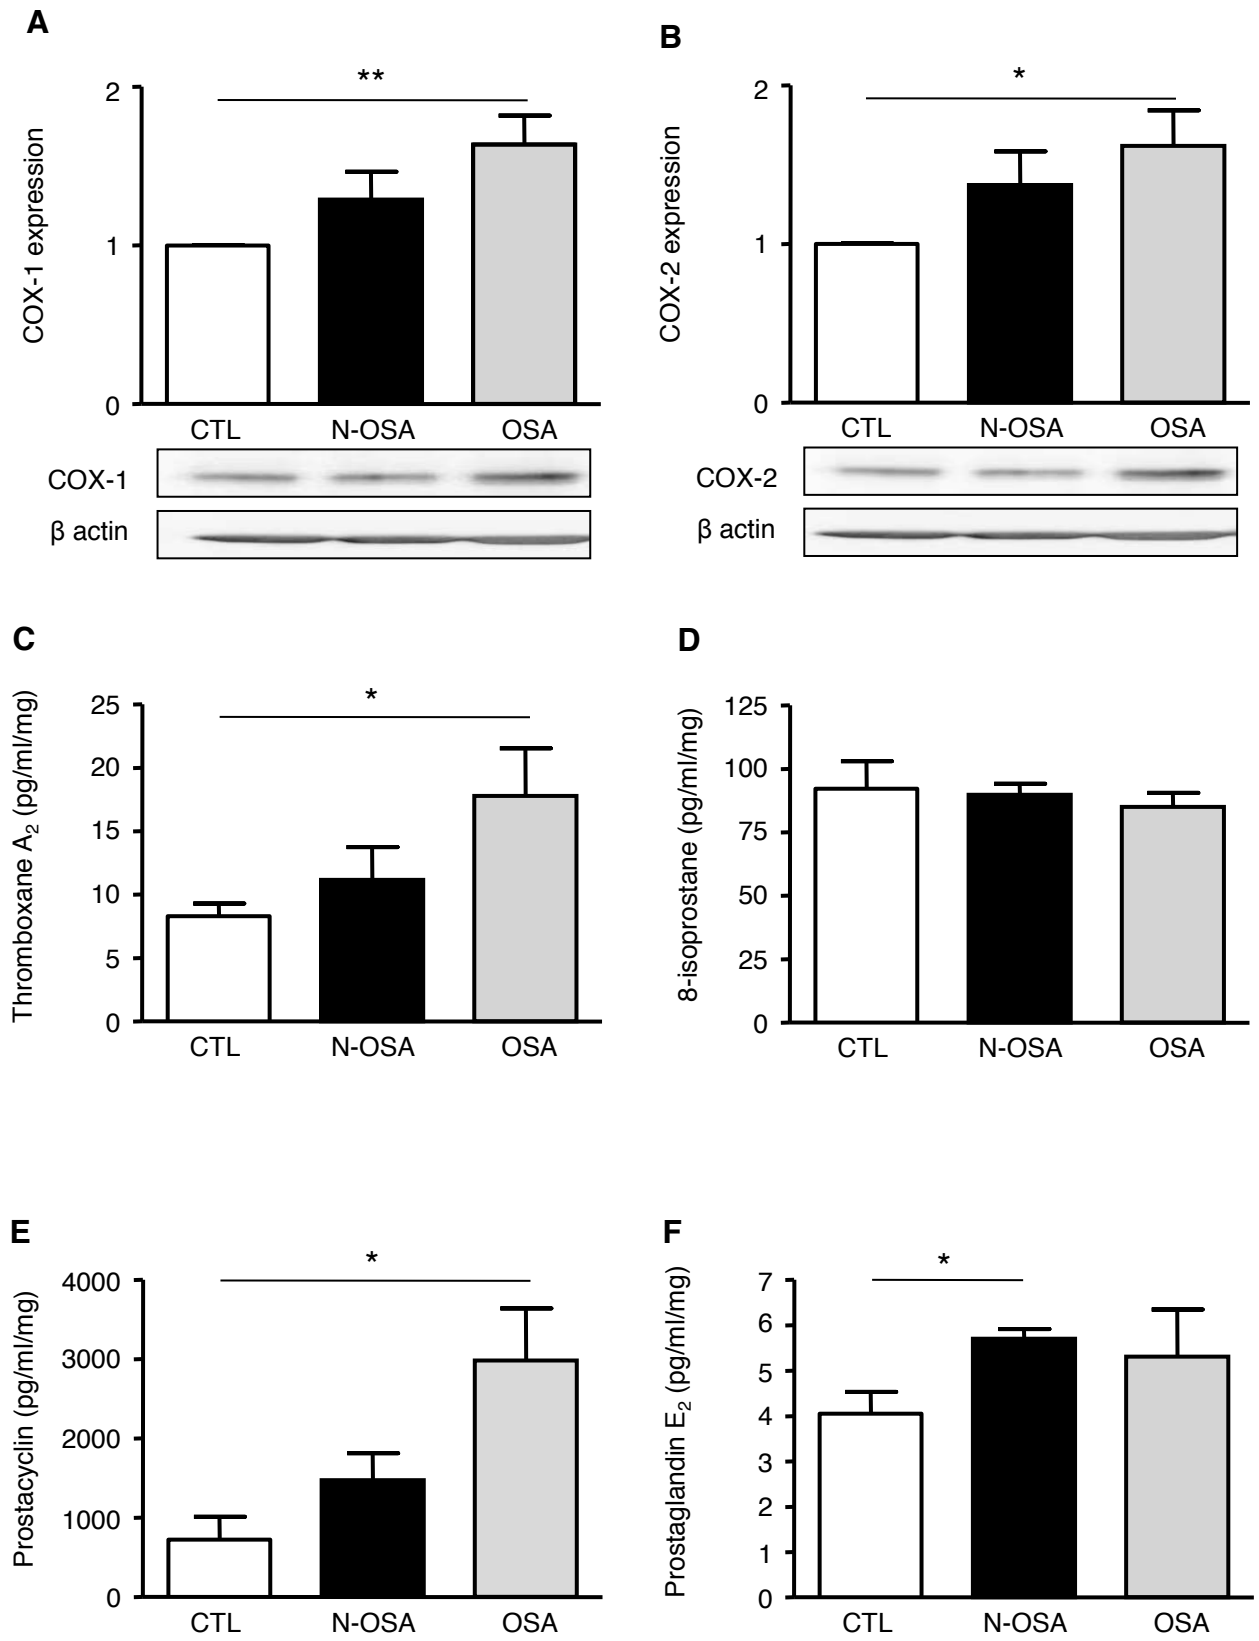 A
**
2
1
0
COX-1 expression
CTL N-OSA OSA
COX-1
β actin
B
*
2
1
0
COX-2 expression
CTL N-OSA OSA
COX-2
β actin
C
*
25
20
15
10
5
0
Thromboxane A2 (pg/ml/mg)
CTL N-OSA OSA
D
125
100
75
50
25
0
8-isoprostane (pg/ml/mg)
CTL N-OSA OSA
E
*
4000
3000
2000
1000
0
Prostacyclin (pg/ml/mg)
CTL N-OSA OSA
F
*
7
6
5
4
3
2
1
0
Prostaglandin E2 (pg/ml/mg)
CTL N-OSA OSA